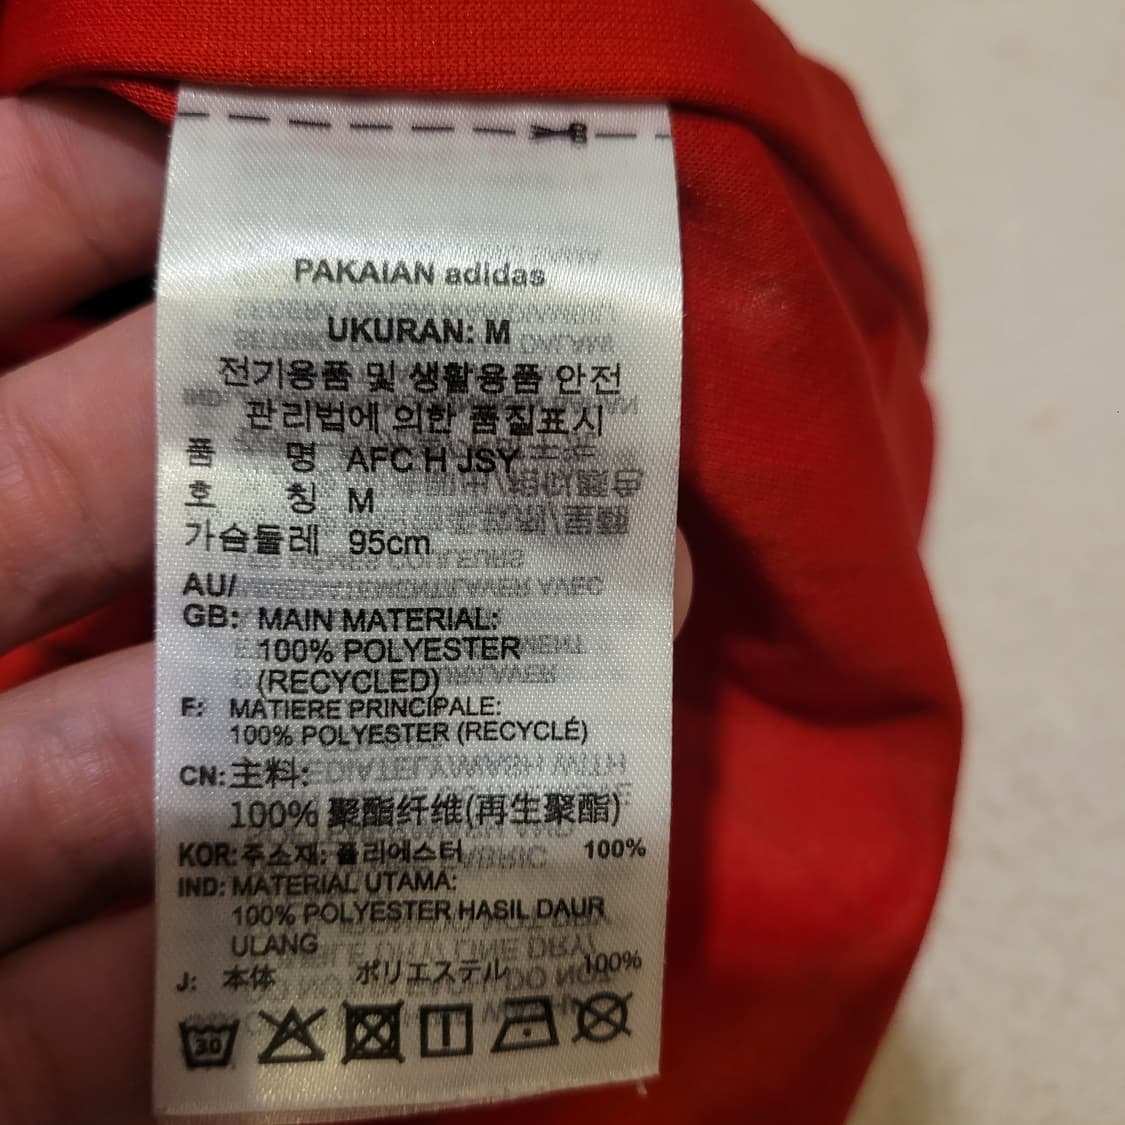 PAKAIAN adidas
UKURAN: M
전기용품 및 생활용품 안전
관리법에 의한 품질표시
품 명 AFC H JSY
호 칭 M
가슴둘레 95cm
AU/
GB: MAIN MATERIAL:
100% POLYESTER
(RECYCLED)
F: MATIERE PRINCIPALE:
100% POLYESTER (RECYCLÉ)
CN: 主料:
100% 聚酯纤维(再生聚酯)
KOR: 주소재: 폴리에스터 100%
IND: MATERIAL UTAMA:
100% POLYESTER HASIL DAUR
ULANG
J: 本体 ポリエステル 100%
30